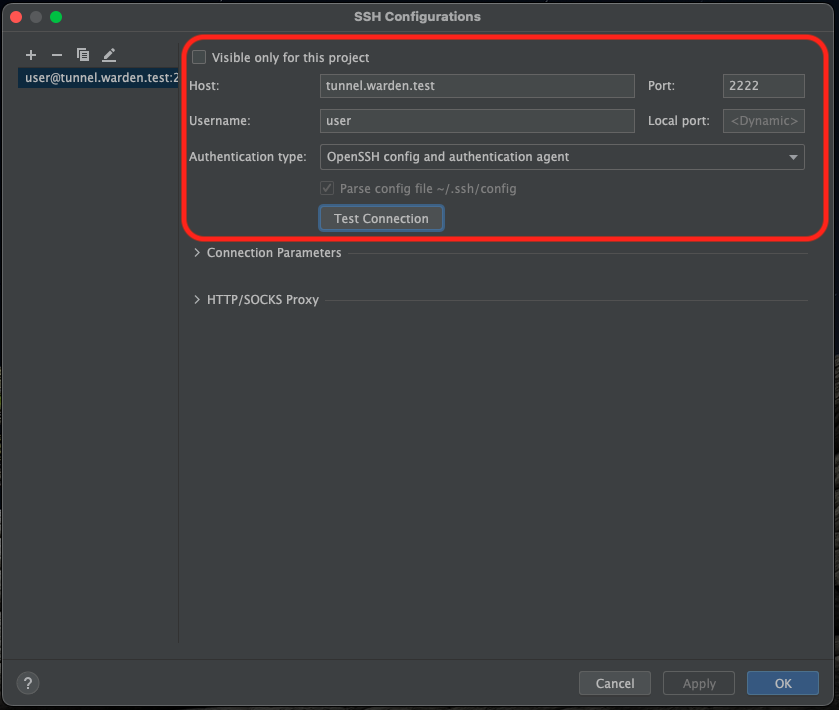 SSH Configurations
user@tunnel.warden.test:2
Visible only for this project
Host: tunnel.warden.test Port: 2222
Username: user Local port: <Dynamic>
Authentication type: OpenSSH config and authentication agent
Parse config file ~/.ssh/config
Test Connection
Connection Parameters
HTTP/SOCKS Proxy
? Cancel Apply OK